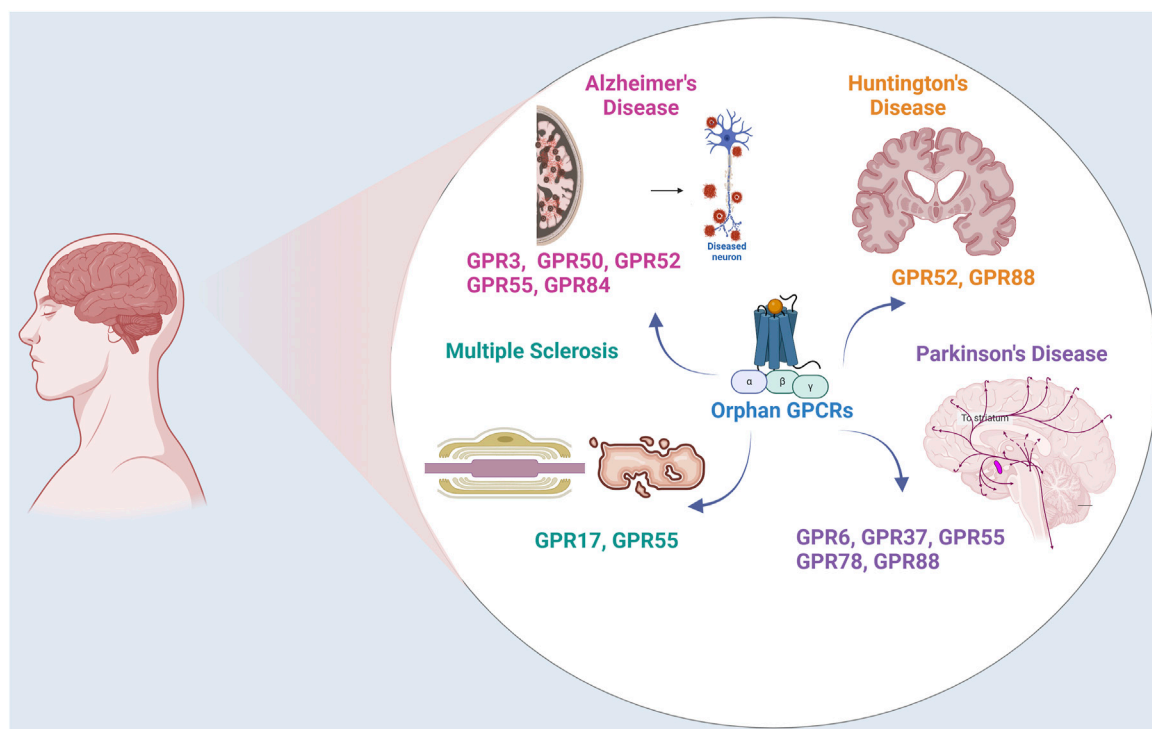 Alzheimer's
Disease
Diseased
neuron
GPR3, GPR50, GPR52
GPR55, GPR84
Huntington's
Disease
GPR52, GPR88
Multiple Sclerosis
GPR17, GPR55
α β γ
Orphan GPCRs
Parkinson's Disease
To striatum
GPR6, GPR37, GPR55
GPR78, GPR88